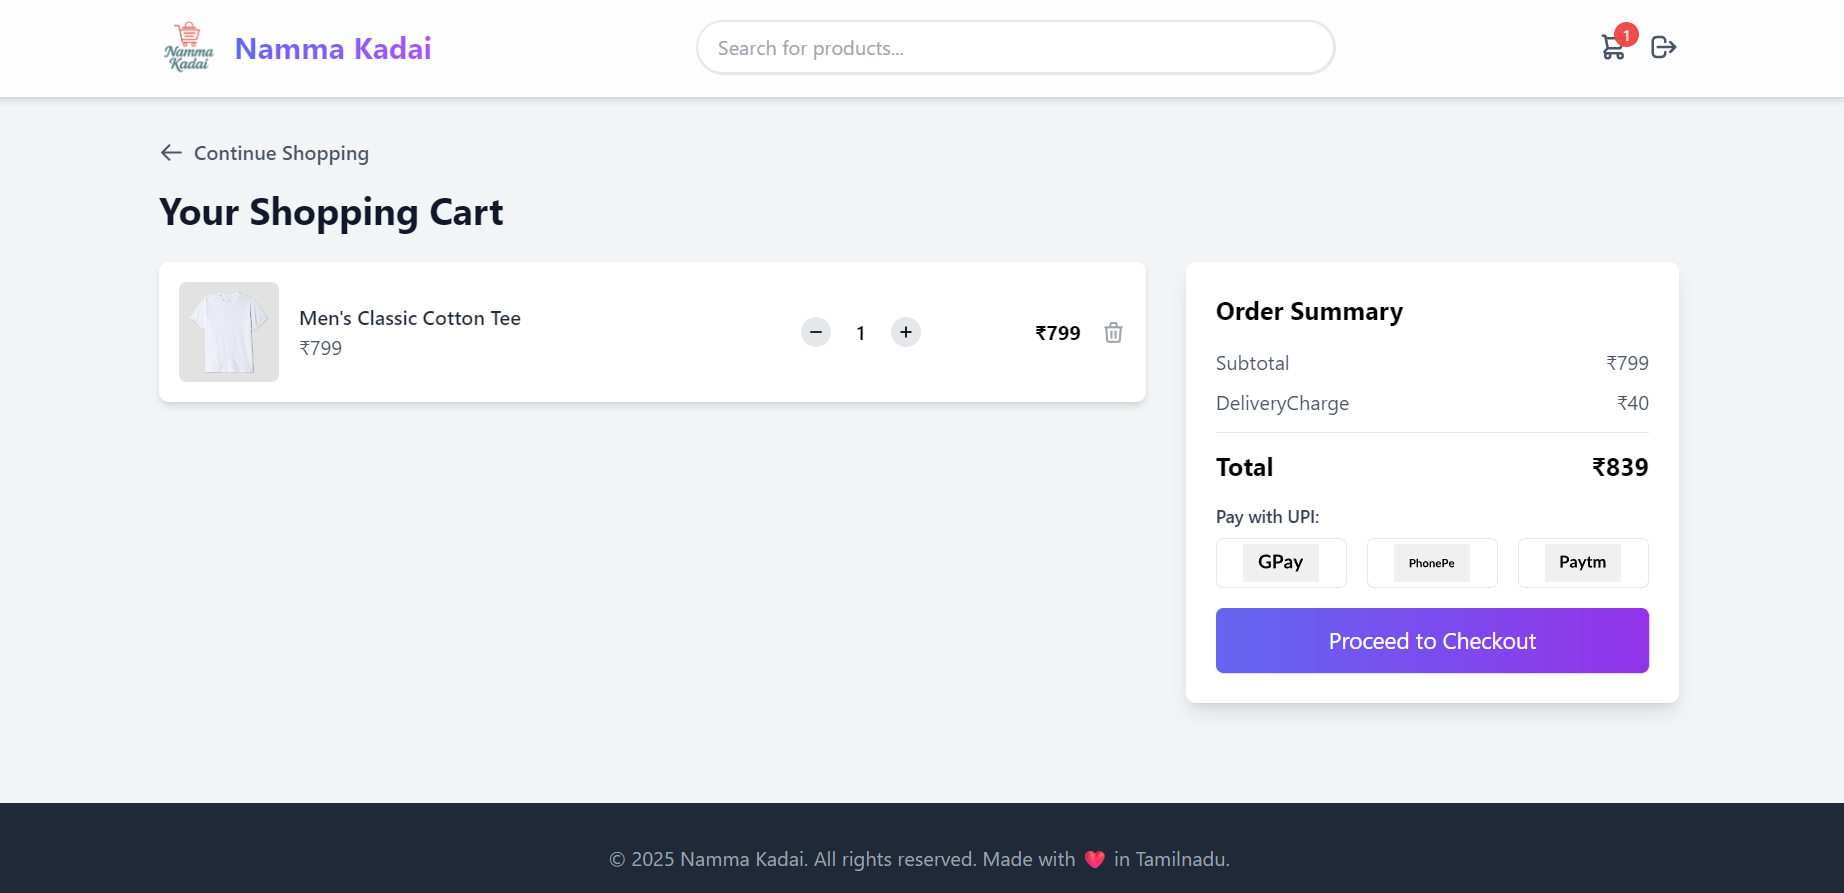 Namma
Kadai
Namma Kadai
Search for products...
1
Continue Shopping
Your Shopping Cart
Men's Classic Cotton Tee
₹799
1
₹799
Order Summary
Subtotal ₹799
DeliveryCharge ₹40
Total ₹839
Pay with UPI:
GPay PhonePe Paytm
Proceed to Checkout
© 2025 Namma Kadai. All rights reserved. Made with ❤️ in Tamilnadu.